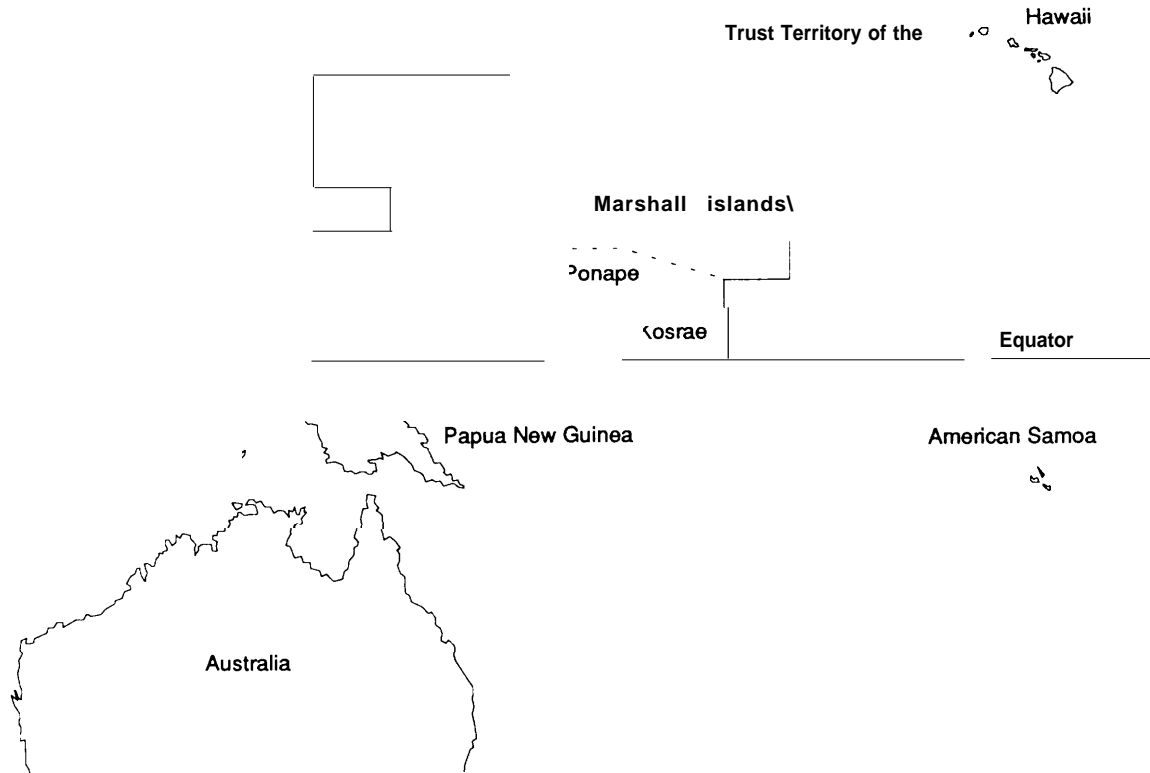 Hawaii
Trust Territory of the
Marshall islands\
Ponape
Kosrae
Equator
Papua New Guinea
American Samoa
Australia